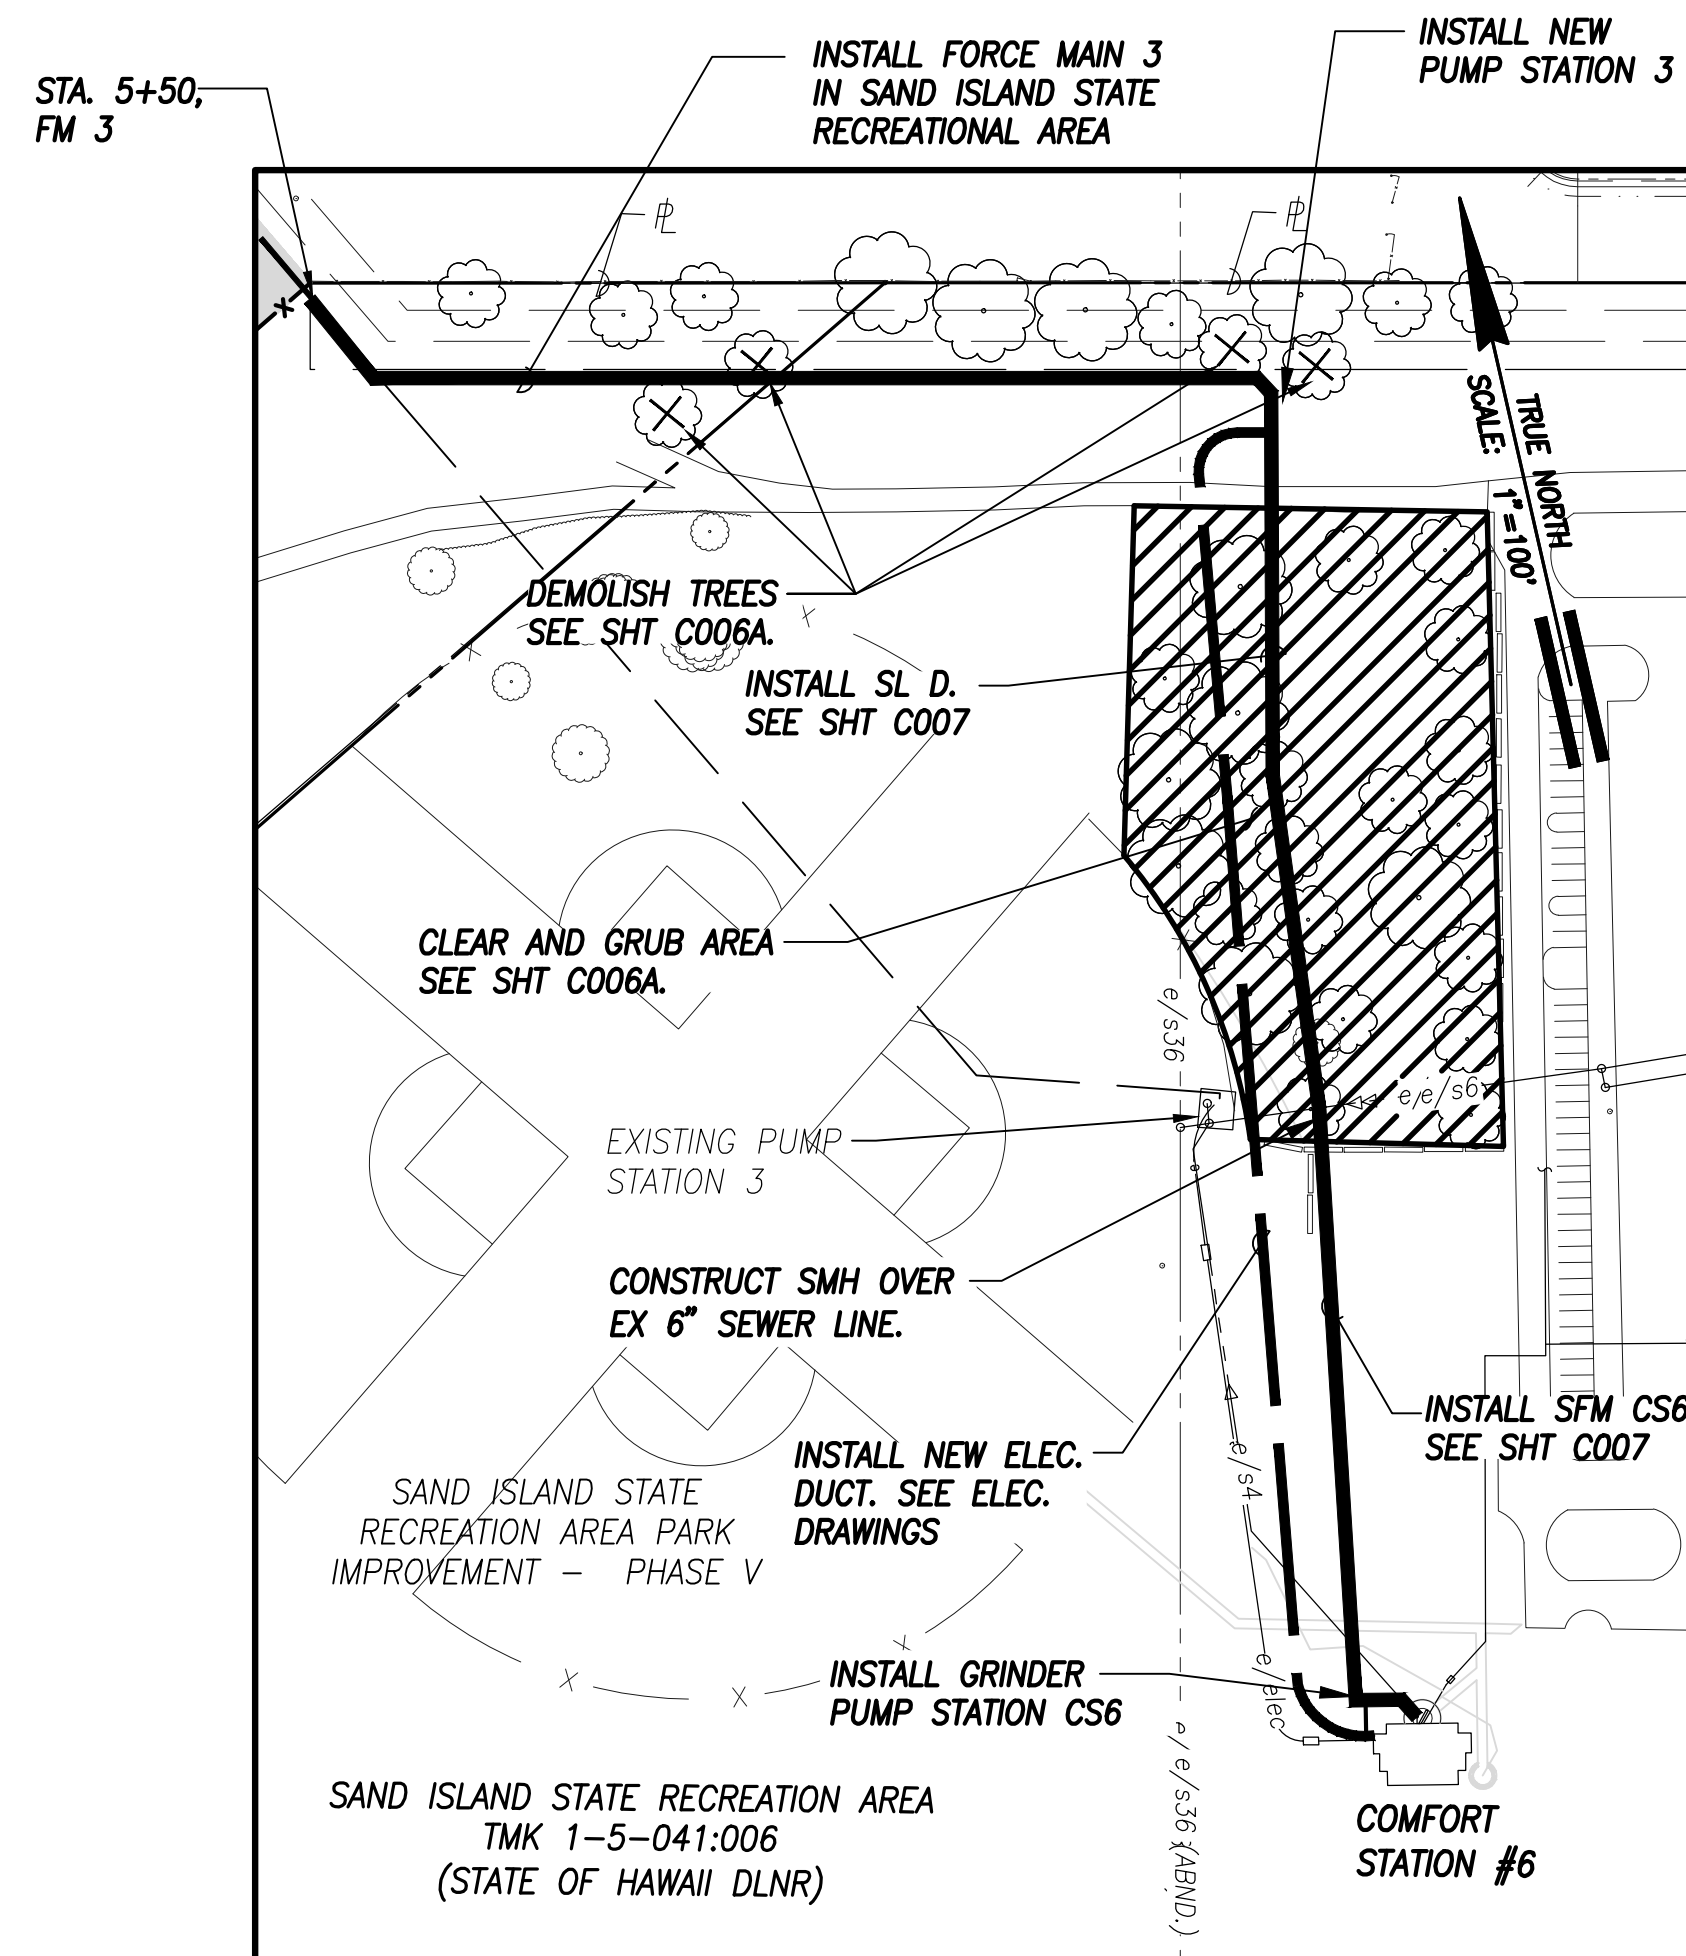 INSTALL FORCE MAIN 3
IN SAND ISLAND STATE
RECREATIONAL AREA
INSTALL NEW
PUMP STATION 3
STA. 5+50,
FM 3
PL
PL
TRUE NORTH
SCALE: 1"=100'
DEMOLISH TREES
SEE SHT C006A.
INSTALL SL D.
SEE SHT C007
CLEAR AND GRUB AREA
SEE SHT C006A.
e/s36
e/s6
EXISTING PUMP
STATION 3
CONSTRUCT SMH OVER
EX 6" SEWER LINE.
INSTALL SFM CS6
SEE SHT C007
INSTALL NEW ELEC.
DUCT. SEE ELEC.
DRAWINGS
e/s4
SAND ISLAND STATE
RECREATION AREA PARK
IMPROVEMENT - PHASE V
INSTALL GRINDER
PUMP STATION CS6
e/elec
e/s36 (ABND.)
SAND ISLAND STATE RECREATION AREA
TMK 1-5-041:006
(STATE OF HAWAII DLNR)
COMFORT
STATION #6